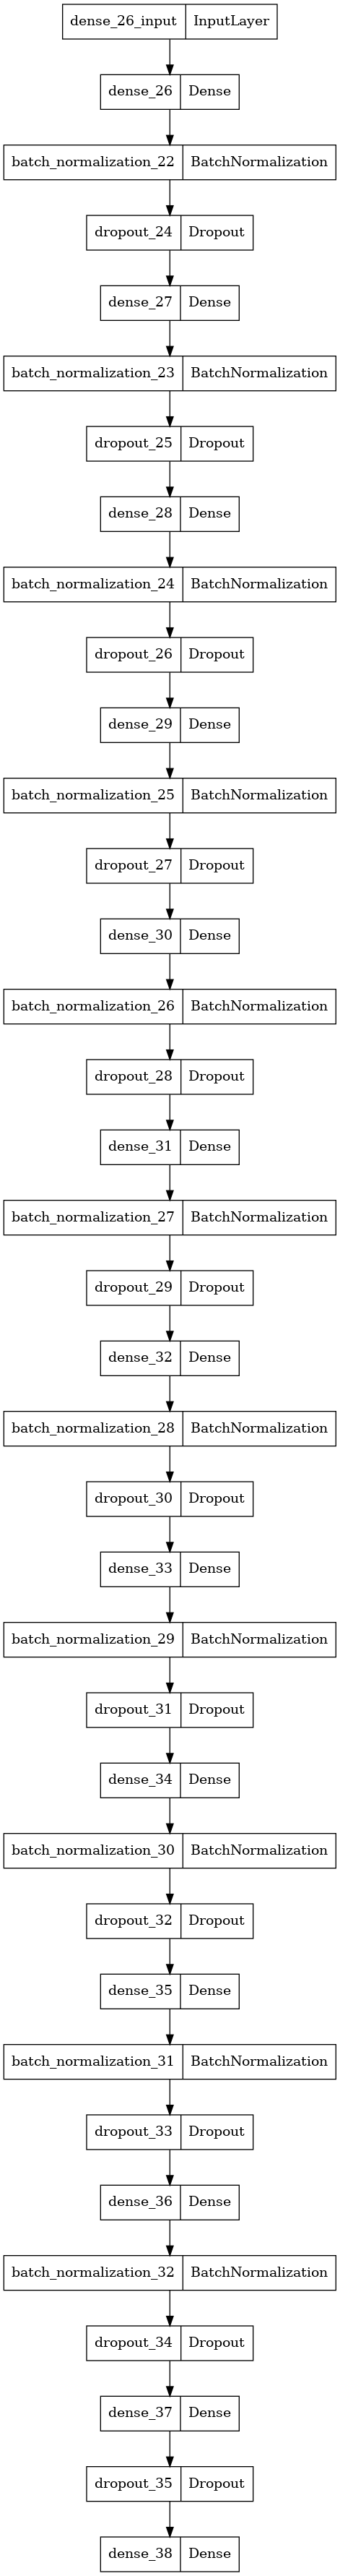 dense_26_input InputLayer
dense_26 Dense
batch_normalization_22 BatchNormalization
dropout_24 Dropout
dense_27 Dense
batch_normalization_23 BatchNormalization
dropout_25 Dropout
dense_28 Dense
batch_normalization_24 BatchNormalization
dropout_26 Dropout
dense_29 Dense
batch_normalization_25 BatchNormalization
dropout_27 Dropout
dense_30 Dense
batch_normalization_26 BatchNormalization
dropout_28 Dropout
dense_31 Dense
batch_normalization_27 BatchNormalization
dropout_29 Dropout
dense_32 Dense
batch_normalization_28 BatchNormalization
dropout_30 Dropout
dense_33 Dense
batch_normalization_29 BatchNormalization
dropout_31 Dropout
dense_34 Dense
batch_normalization_30 BatchNormalization
dropout_32 Dropout
dense_35 Dense
batch_normalization_31 BatchNormalization
dropout_33 Dropout
dense_36 Dense
batch_normalization_32 BatchNormalization
dropout_34 Dropout
dense_37 Dense
dropout_35 Dropout
dense_38 Dense